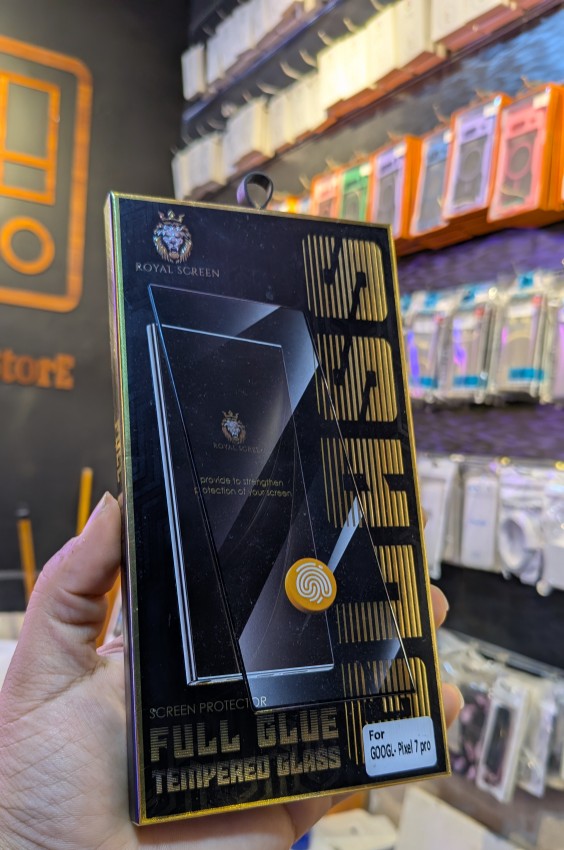 ROYAL SCREEN
ROYAL SCREEN
provide to strengthen
protection of your screen
GLASS
SCREEN PROTECTOR
FULL GLUE
TEMPERED GLASS
For
GOOGL- Pixel 7 pro
storE